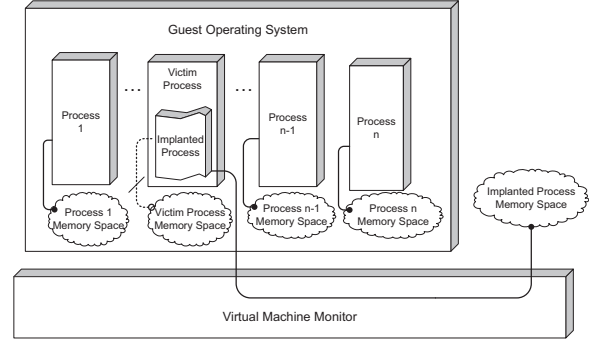 Guest Operating System
Process
1
...
Victim
Process
Implanted
Process
...
Process
n-1
Process
n
Process 1
Memory Space
Victim Process
Memory Space
Process n-1
Memory Space
Process n
Memory Space
Implanted Process
Memory Space
Virtual Machine Monitor